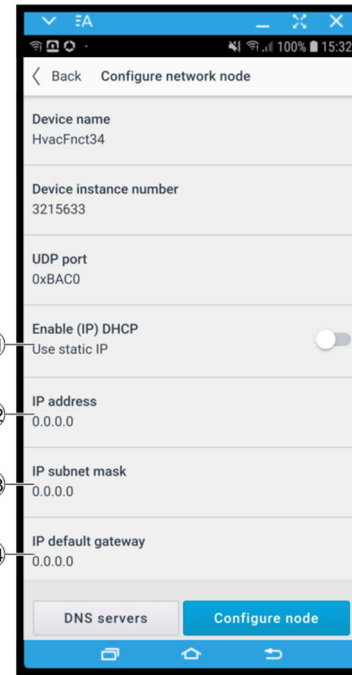 100% 15:32
Back Configure network node
Device name
HvacFnct34
Device instance number
3215633
UDP port
0xBAC0
Enable (IP) DHCP
Use static IP
IP address
0.0.0.0
IP subnet mask
0.0.0.0
IP default gateway
0.0.0.0
DNS servers Configure node